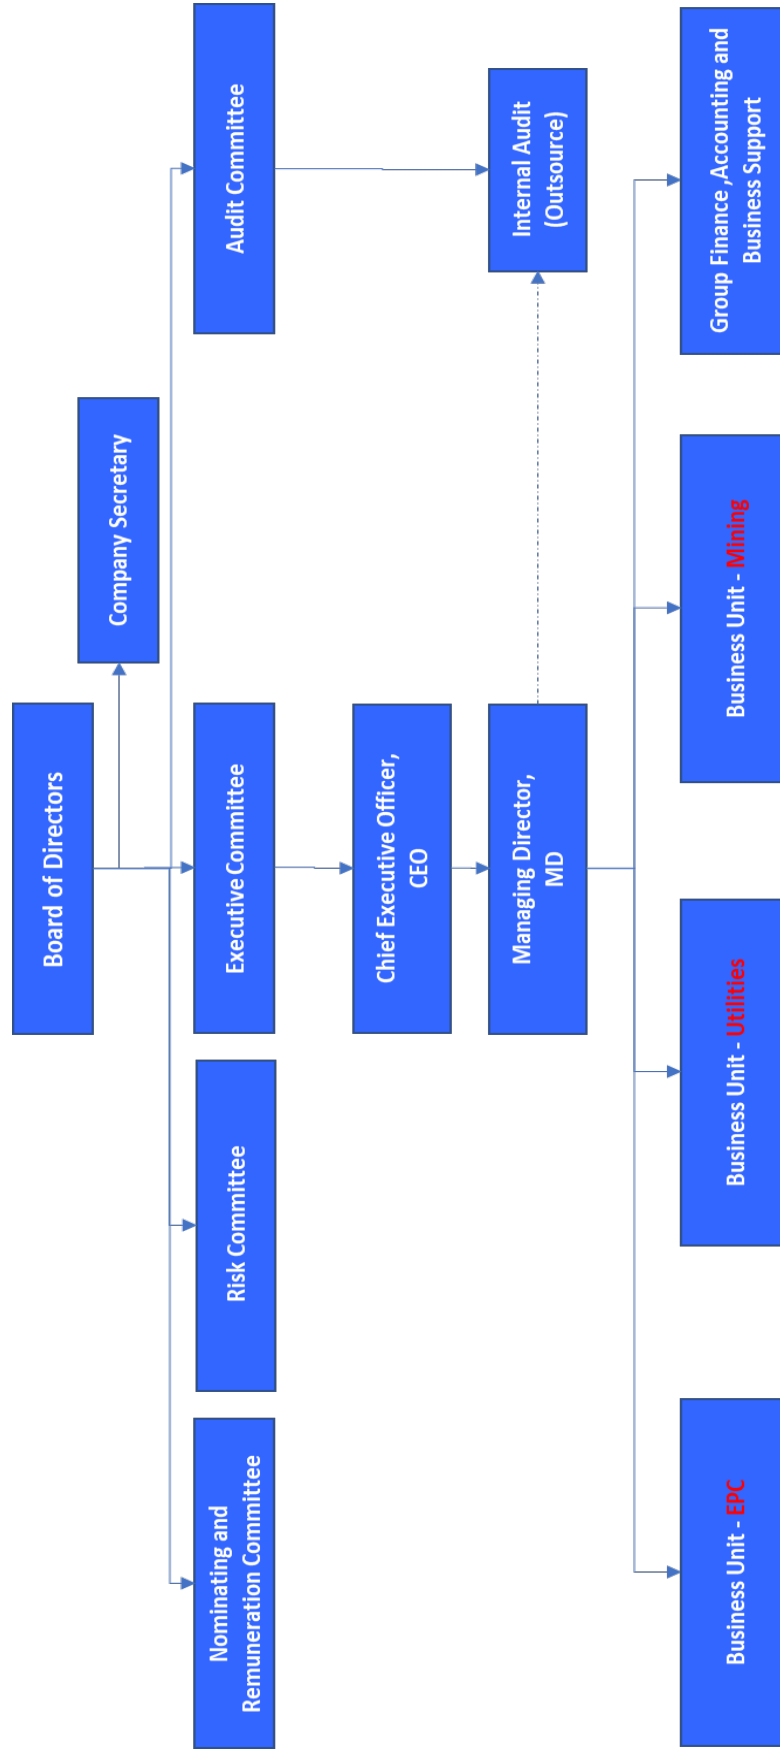 Board of Directors
Company Secretary
Nominating and
Remuneration Committee
Risk Committee
Executive Committee
Audit Committee
Chief Executive Officer,
CEO
Managing Director,
MD
Internal Audit
(Outsource)
Business Unit - EPC
Business Unit - Utilities
Business Unit - Mining
Group Finance ,Accounting and
Business Support